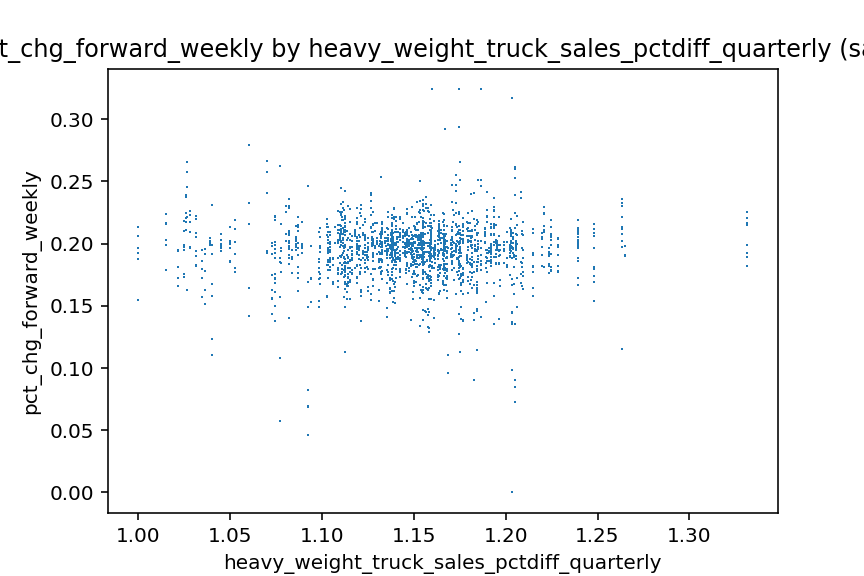 t_chg_forward_weekly by heavy_weight_truck_sales_pctdiff_quarterly (sa
0.30
0.25
0.20
0.15
0.10
0.05
0.00
pct_chg_forward_weekly
1.00 1.05 1.10 1.15 1.20 1.25 1.30
heavy_weight_truck_sales_pctdiff_quarterly